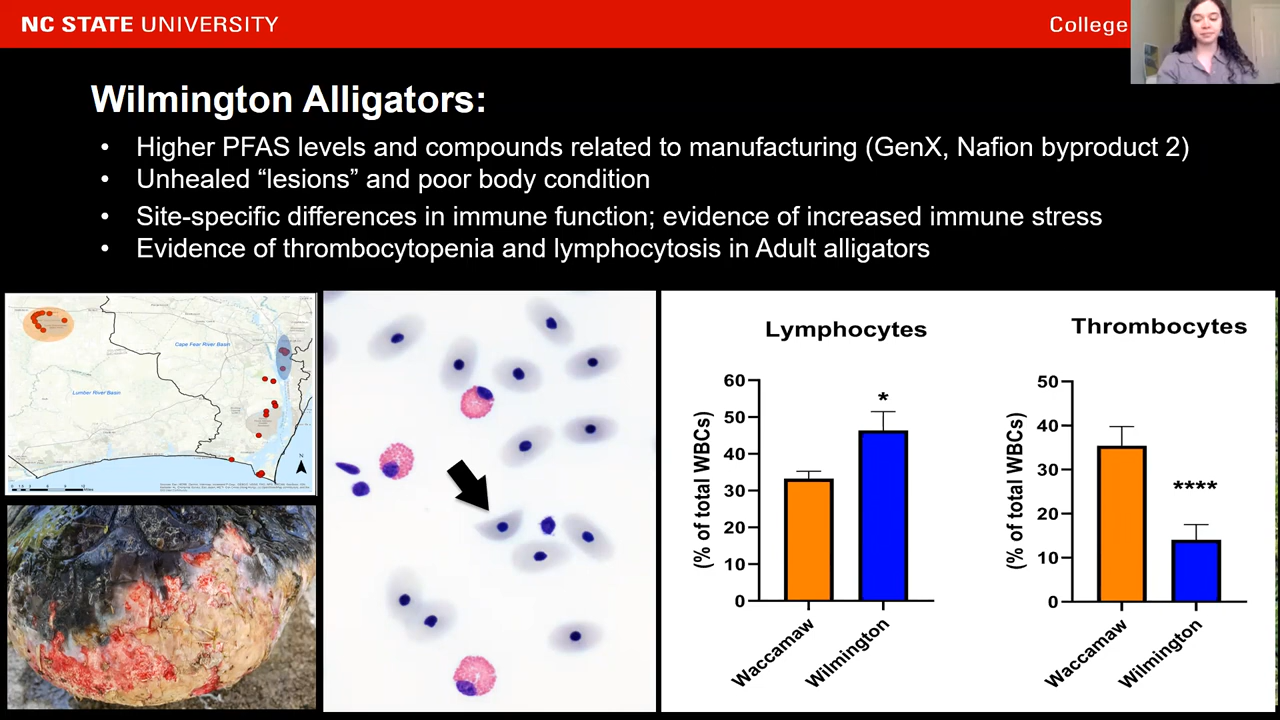 NC STATE UNIVERSITY
College
Wilmington Alligators:
• Higher PFAS levels and compounds related to manufacturing (GenX, Nafion byproduct 2)
• Unhealed “lesions” and poor body condition
• Site-specific differences in immune function; evidence of increased immune stress
• Evidence of thrombocytopenia and lymphocytosis in Adult alligators
Cape Fear River Basin
Lumber River Basin
N
Lymphocytes
(% of total WBCs)
60
50
40
30
20
10
0
*
Waccamaw
Wilmington
Thrombocytes
(% of total WBCs)
50
40
30
20
10
0
****
Waccamaw
Wilmington